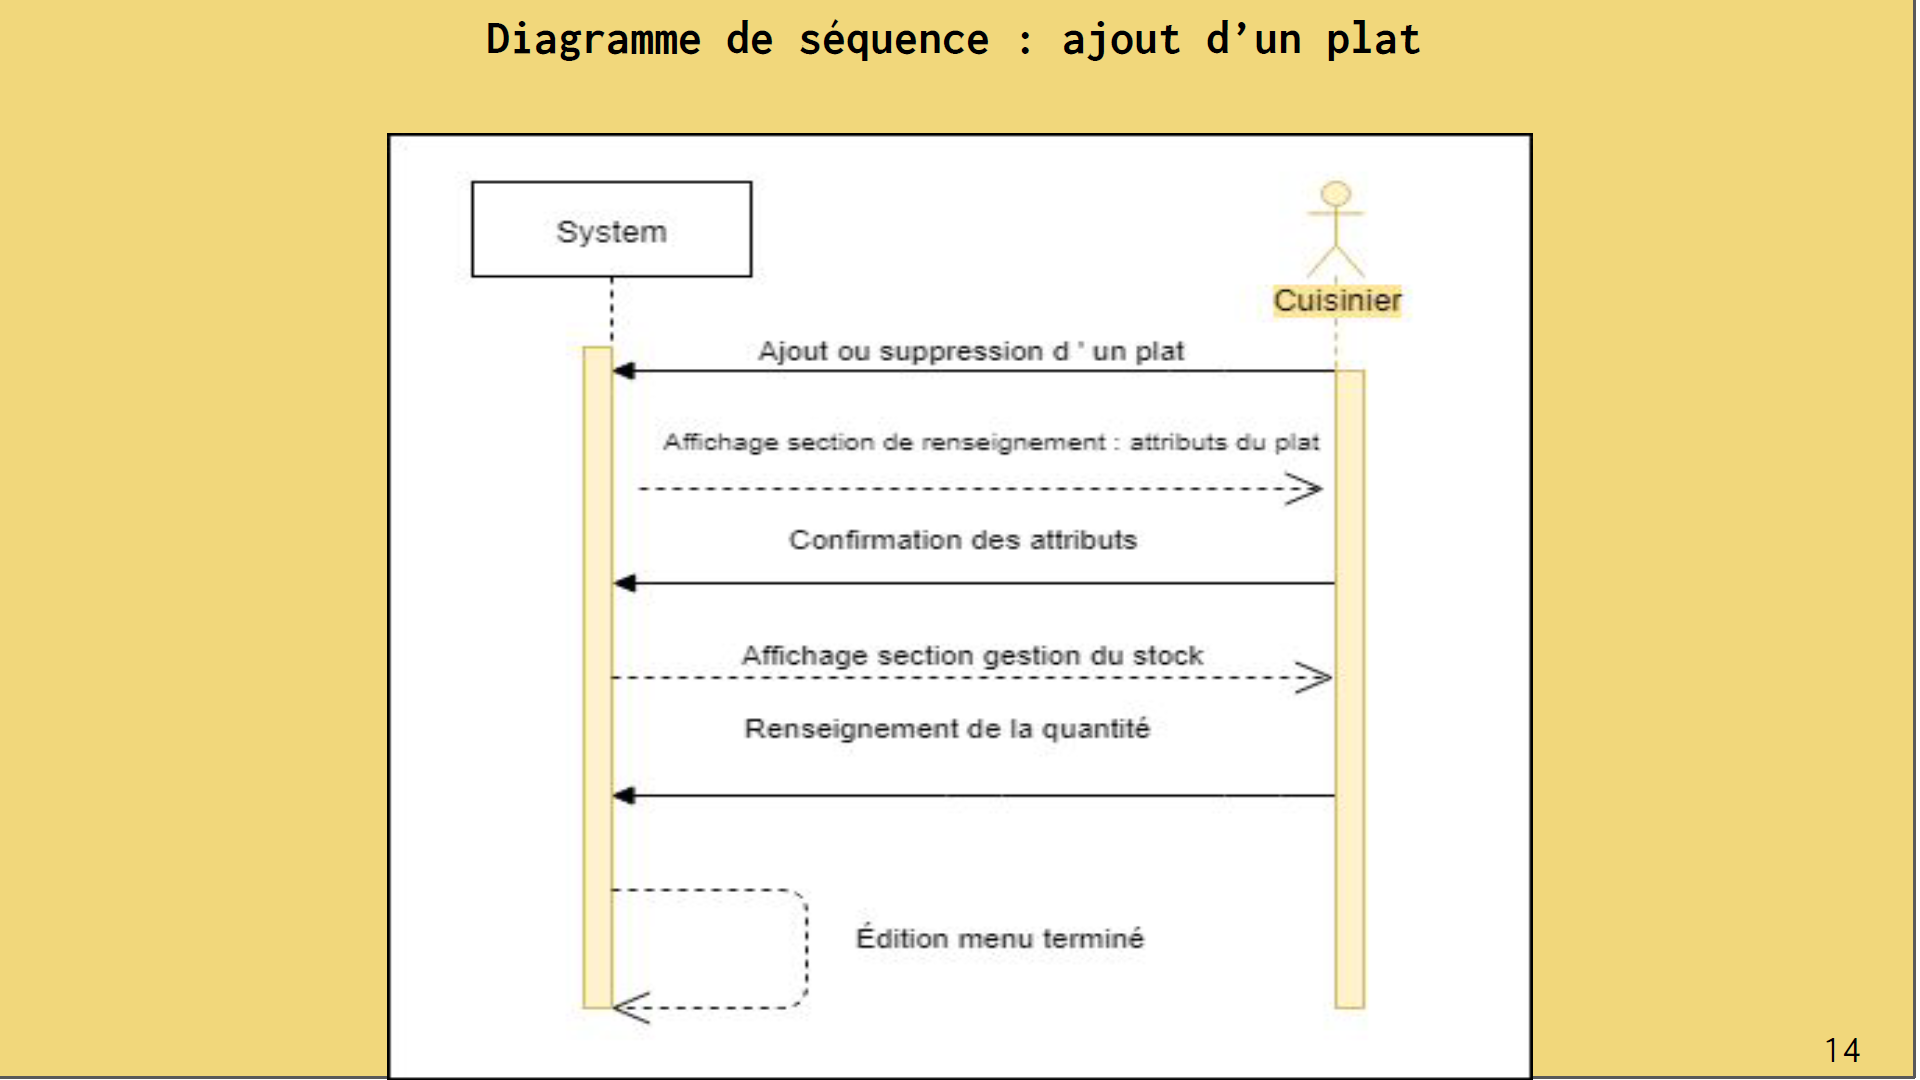 Diagramme de séquence : ajout d’un plat
System
Cuisinier
Ajout ou suppression d ' un plat
Affichage section de renseignement : attributs du plat
Confirmation des attributs
Affichage section gestion du stock
Renseignement de la quantité
Édition menu terminé
14